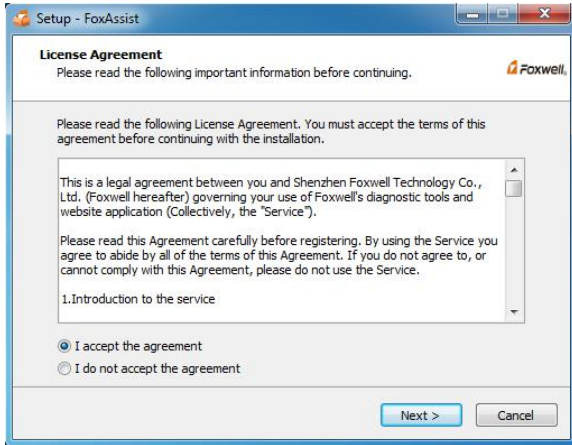 Setup - FoxAssist
License Agreement
Please read the following important information before continuing.
Foxwell
Please read the following License Agreement. You must accept the terms of this
agreement before continuing with the installation.
This is a legal agreement between you and Shenzhen Foxwell Technology Co.,
Ltd. (Foxwell hereafter) governing your use of Foxwell's diagnostic tools and
website application (Collectively, the "Service").
Please read this Agreement carefully before registering. By using the Service you
agree to abide by all of the terms of this Agreement. If you do not agree to, or
cannot comply with this Agreement, please do not use the Service.
1.Introduction to the service
I accept the agreement
I do not accept the agreement
Next >
Cancel